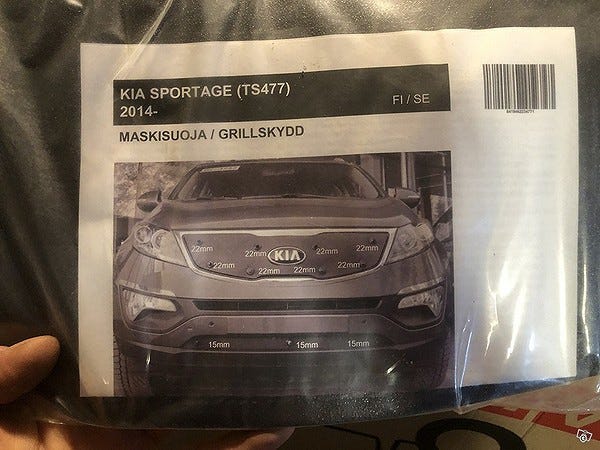 KIA SPORTAGE (TS477)
2014-
FI / SE
MASKISUOJA / GRILLSKYDD
KIA
22mm
22mm
22mm
22mm
22mm
22mm
22mm
22mm
15mm
15mm
15mm